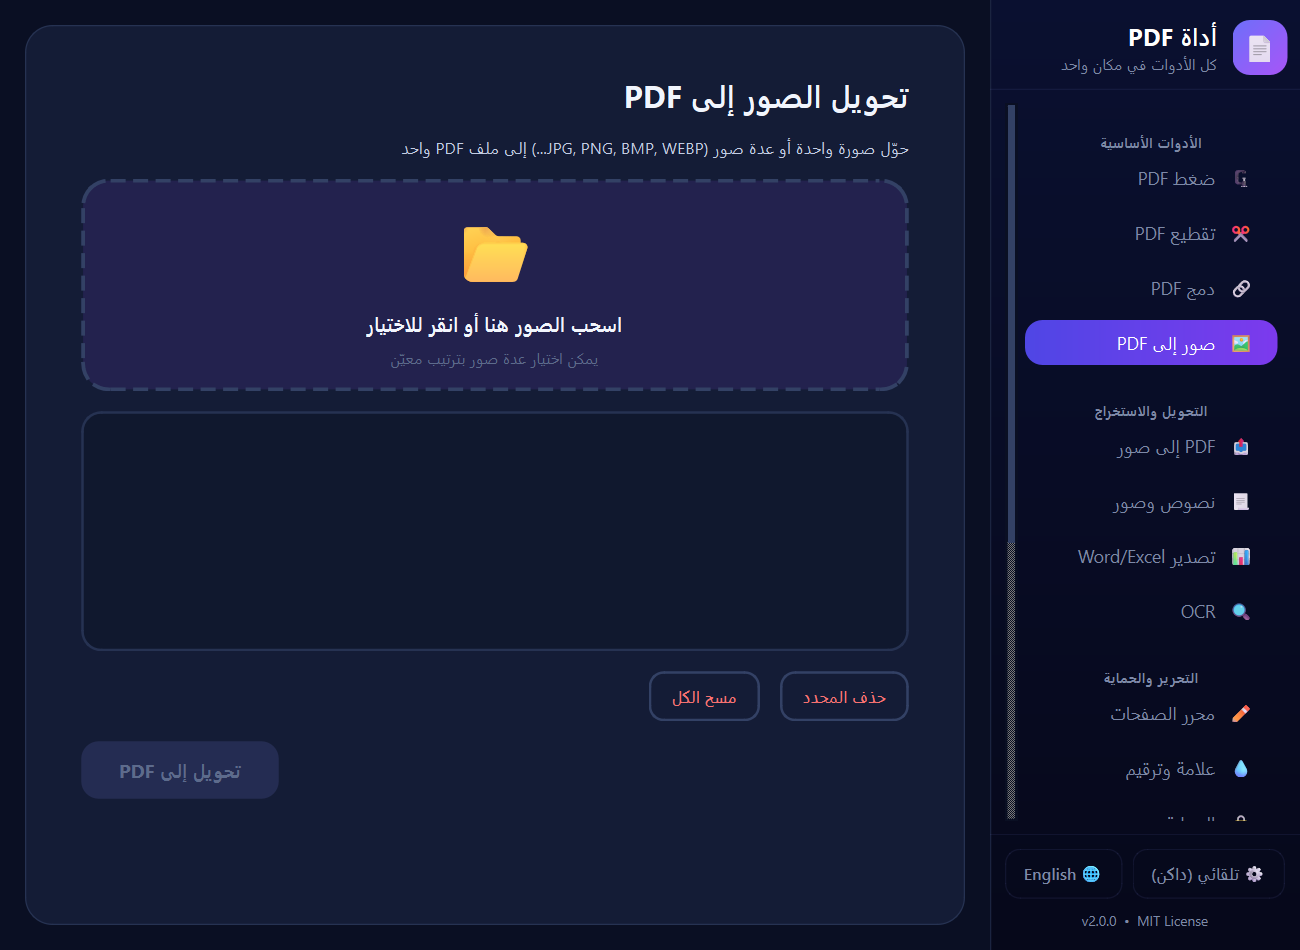 أداة PDF
كل الأدوات في مكان واحد
الأدوات الأساسية
ضغط PDF
تقطيع PDF
دمج PDF
صور إلى PDF
التحويل والاستخراج
PDF إلى صور
نصوص وصور
تصدير Word/Excel
OCR
التحرير والحماية
محرر الصفحات
علامة وترقيم
تلقائي (داكن)
English
v2.0.0 • MIT License
تحويل الصور إلى PDF
حوّل صورة واحدة أو عدة صور (JPG, PNG, BMP, WEBP...) إلى ملف PDF واحد
اسحب الصور هنا أو انقر للاختيار
يمكن اختيار عدة صور بترتيب معيّن
حذف المحدد
مسح الكل
تحويل إلى PDF